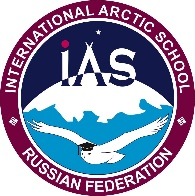 INTERNATIONAL ARCTIC SCHOOL
iAS
RUSSIAN FEDERATION